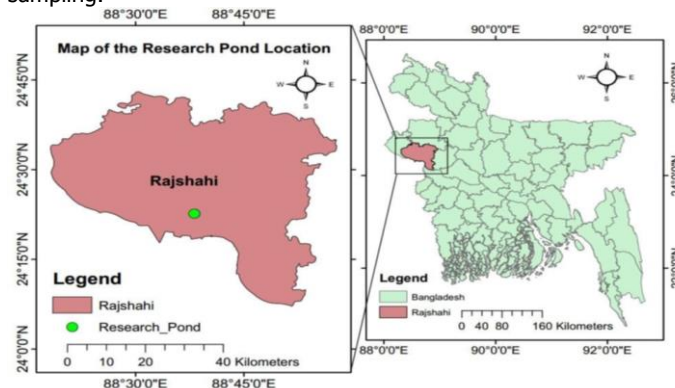 sampling.
88°30'0"E 88°45'0"E
Map of the Research Pond Location
N
W E
S
24°45'0"N
24°30'0"N
24°15'0"N
24°0'0"N
Rajshahi
Legend
Rajshahi
Research_Pond
0 10 20 40 Kilometers
88°30'0"E 88°45'0"E
88°0'0"E 90°0'0"E 92°0'0"E
N
W E
S
Legend
Bangladesh
Rajshahi
0 40 80 160 Kilometers
88°0'0"E 90°0'0"E 92°0'0"E